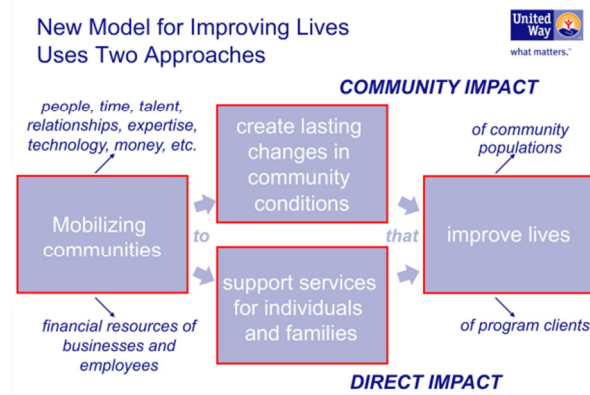 New Model for Improving Lives
Uses Two Approaches
United
Way
what matters.™
COMMUNITY IMPACT
people, time, talent,
relationships, expertise,
technology, money, etc.
create lasting
changes in
community
conditions
of community
populations
Mobilizing
communities
to
that
improve lives
support services
for individuals
and families
financial resources of
businesses and
employees
of program clients
DIRECT IMPACT